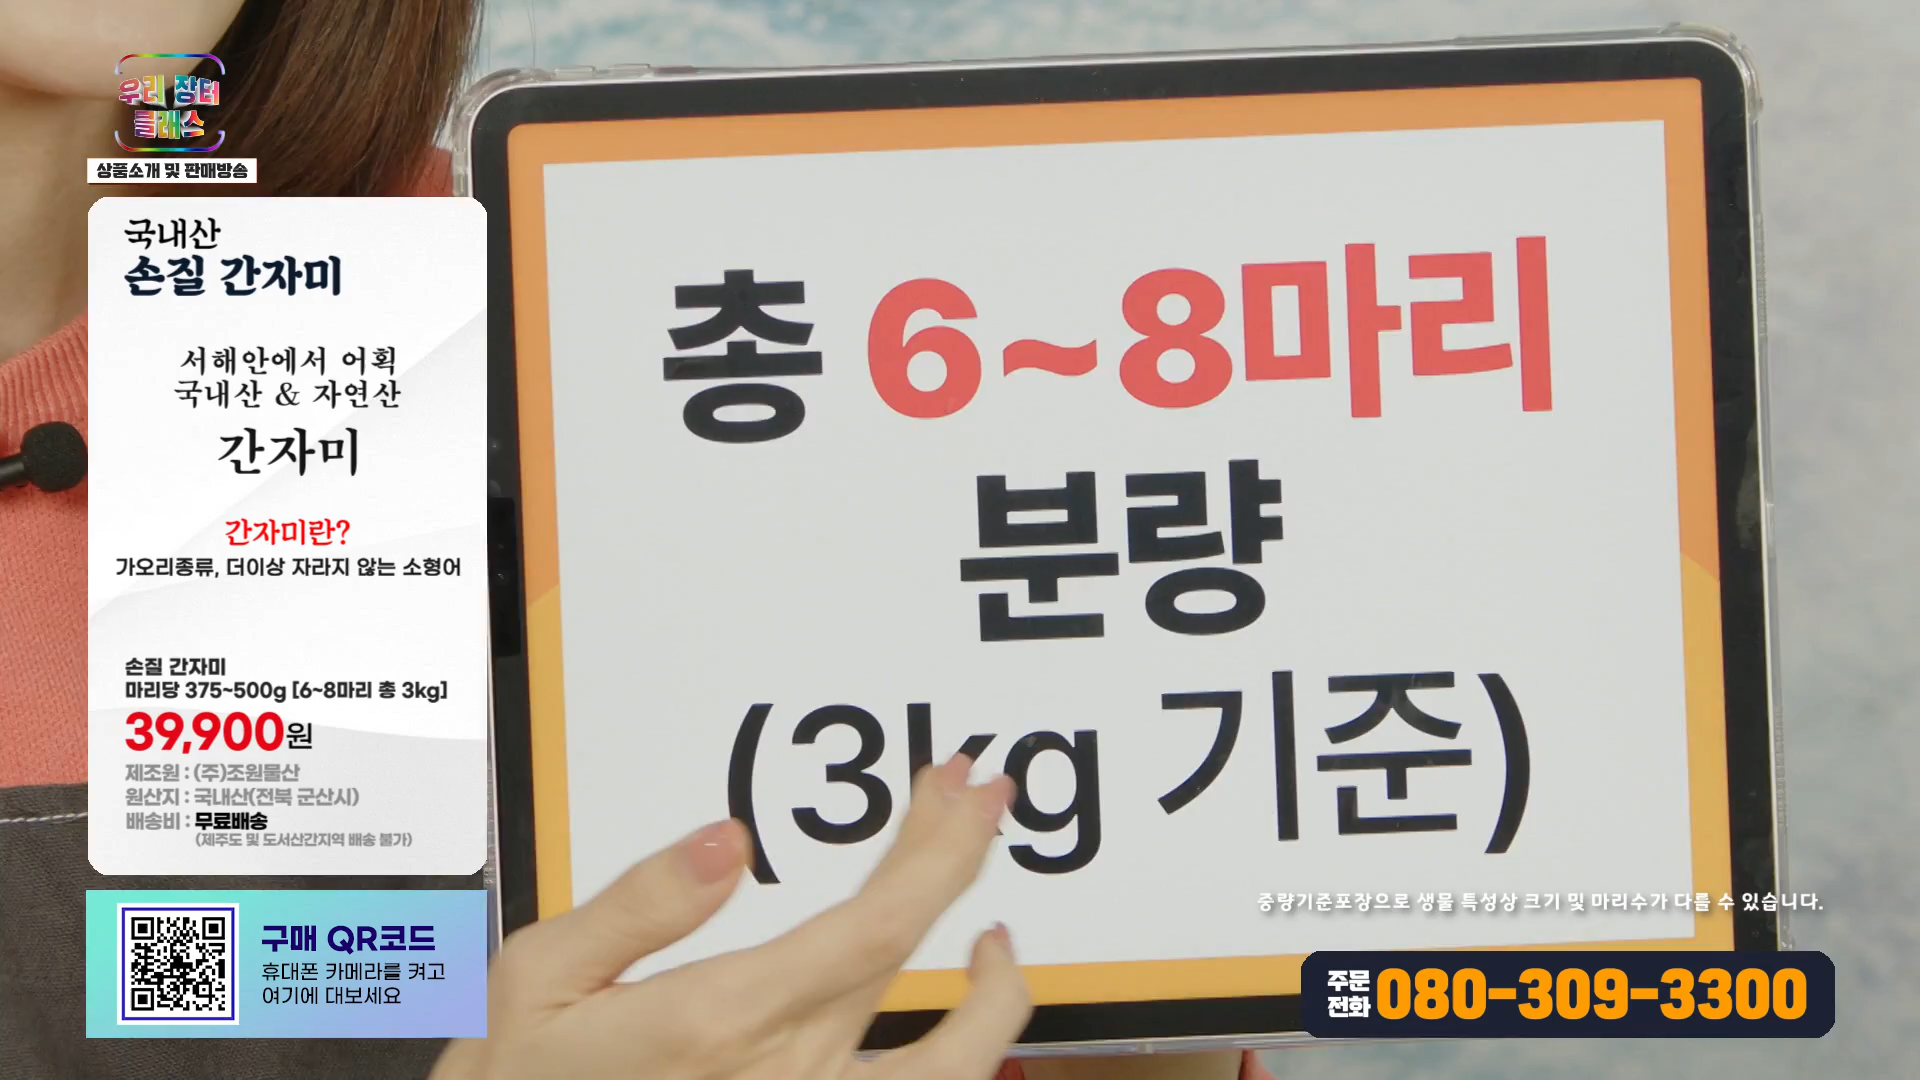 우리 장터
클래스
상품소개 및 판매방송
국내산
손질 간자미
서해안에서 어획
국내산 & 자연산
간자미
간자미란?
가오리종류, 더이상 자라지 않는 소형어
손질 간자미
마리당 375~500g [6~8마리 총 3kg]
39,900원
제조원 : (주)조원물산
원산지 : 국내산(전북 군산시)
배송비 : 무료배송
(제주도 및 도서산간지역 배송 불가)
구매 QR코드
휴대폰 카메라를 켜고
여기에 대보세요
총 6~8마리
분량
(3kg 기준)
중량기준포장으로 생물 특성상 크기 및 마리수가 다를 수 있습니다.
주문
전화
080-309-3300